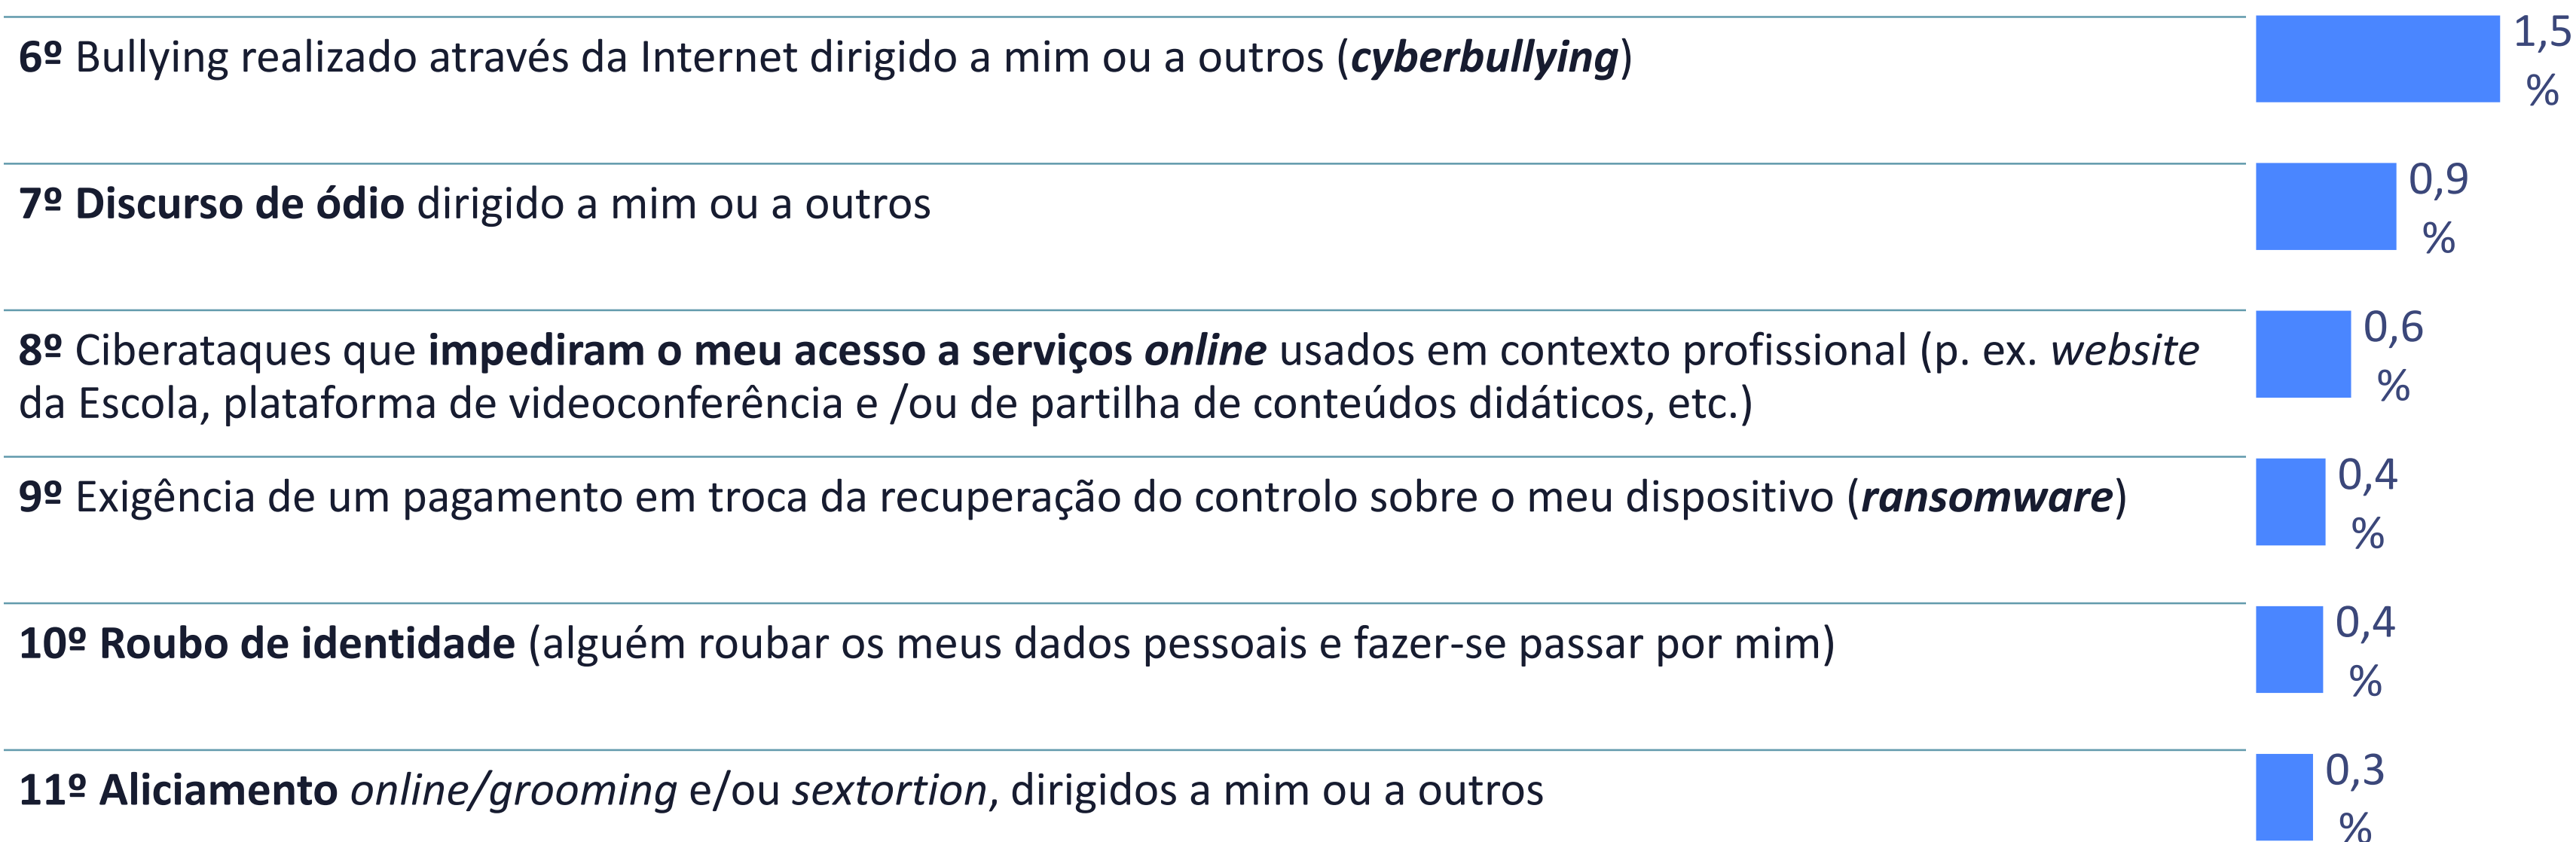 6º Bullying realizado através da Internet dirigido a mim ou a outros (cyberbullying)
1,5
%
7º Discurso de ódio dirigido a mim ou a outros
0,9
%
8º Ciberataques que impediram o meu acesso a serviços online usados em contexto profissional (p. ex. website
da Escola, plataforma de videoconferência e /ou de partilha de conteúdos didáticos, etc.)
0,6
%
9º Exigência de um pagamento em troca da recuperação do controlo sobre o meu dispositivo (ransomware)
0,4
%
10º Roubo de identidade (alguém roubar os meus dados pessoais e fazer-se passar por mim)
0,4
%
11º Aliciamento online/grooming e/ou sextortion, dirigidos a mim ou a outros
0,3
%